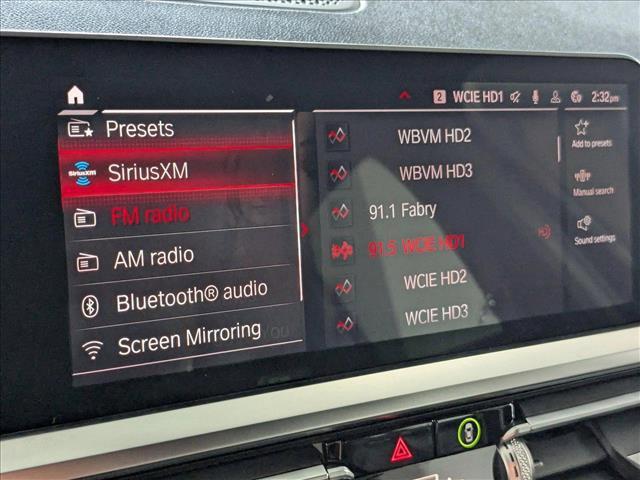 2 WCIE HD1 2:32pm
Presets
SiriusXM
SiriusXM
FM radio
AM radio
Bluetooth® audio
Screen Mirroring
WBVM HD2
WBVM HD3
91.1 Fabry
91.5 WCIE HD1
WCIE HD2
WCIE HD3
Add to presets
Manual search
Sound settings